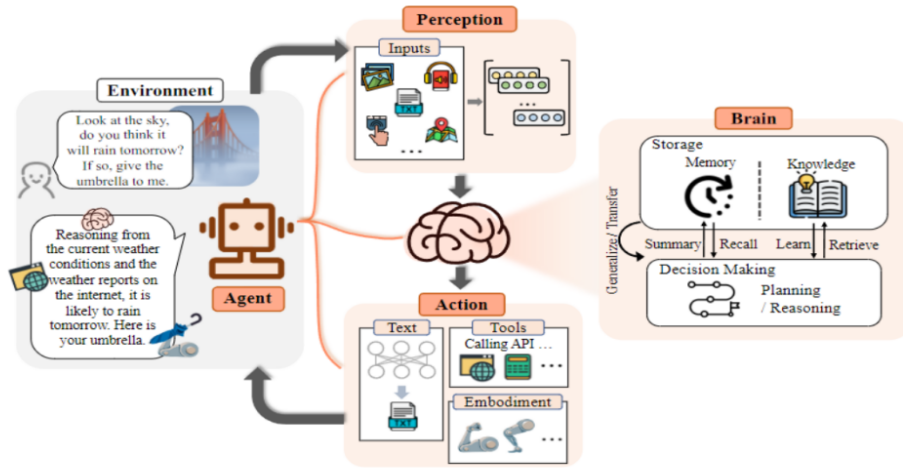 Perception
Inputs
TXT
...
...
Environment
Look at the sky,
do you think it
will rain tomorrow?
If so, give the
umbrella to me.
Reasoning from
the current weather
conditions and the
weather reports on
the internet, it is
likely to rain
tomorrow. Here is
your umbrella.
Agent
Action
Text
TXT
Tools
Calling API ...
...
Embodiment
...
Brain
Storage
Memory
Knowledge
Generalize/ Transfer
Summary
Recall
Learn
Retrieve
Decision Making
Planning
/ Reasoning